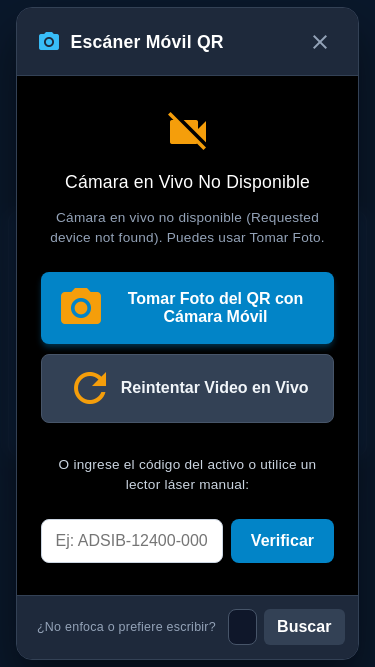 Escáner Móvil QR
Cámara en Vivo No Disponible
Cámara en vivo no disponible (Requested
device not found). Puedes usar Tomar Foto.
Tomar Foto del QR con
Cámara Móvil
Reintentar Video en Vivo
O ingrese el código del activo o utilice un
lector láser manual:
Ej: ADSIB-12400-000
Verificar
¿No enfoca o prefiere escribir?
Buscar